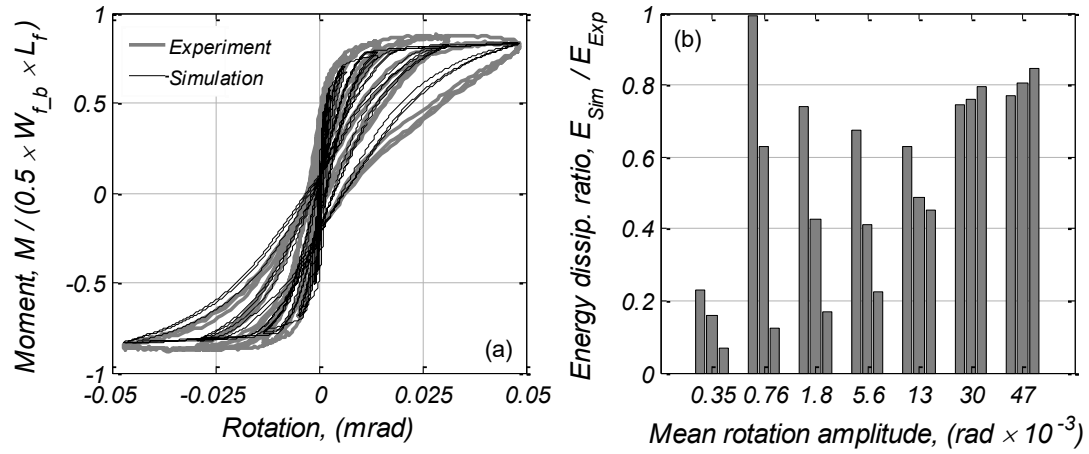 Moment, M / (0.5 × W_f_b × L_f)
1
0.5
0
-0.5
-1
Experiment
Simulation
(a)
-0.05
-0.025
0
0.025
0.05
Rotation, (mrad)
Energy dissip. ratio, E_Sim / E_Exp
1
0.8
0.6
0.4
0.2
0
(b)
0.35
0.76
1.8
5.6
13
30
47
Mean rotation amplitude, (rad × 10^-3)